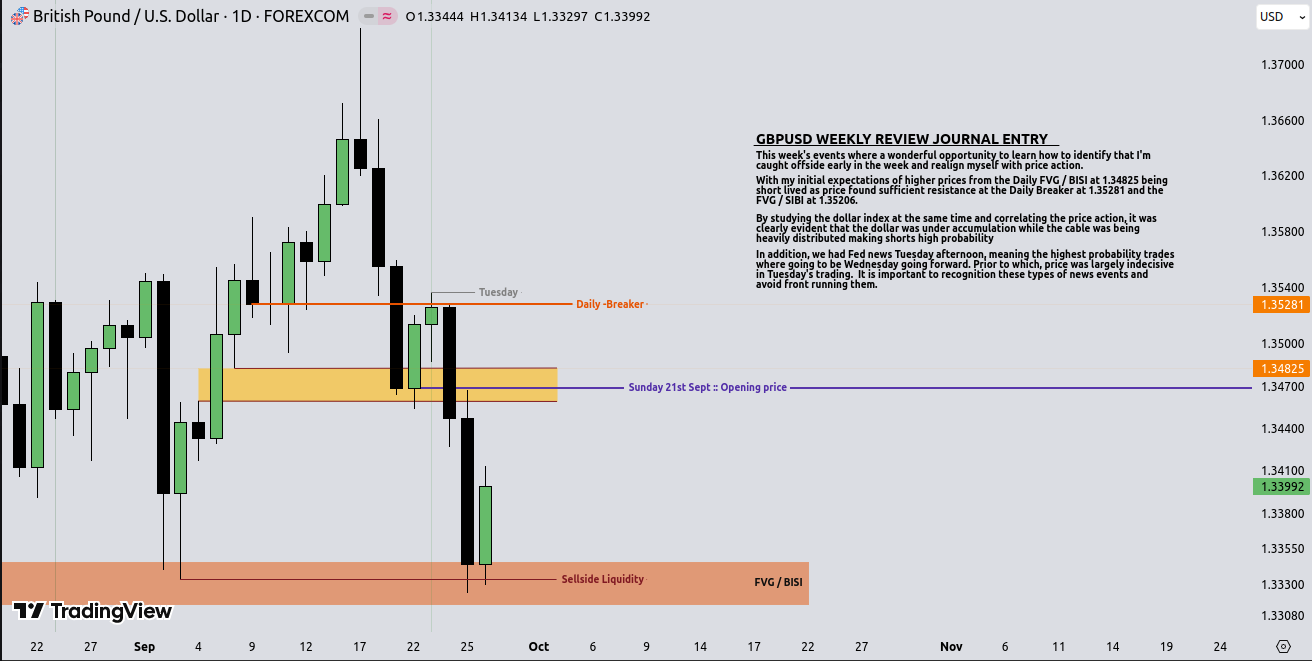 British Pound / U.S. Dollar · 1D · FOREXCOM O1.33444 H1.34134 L1.33297 C1.33992
USD
1.37000
1.36600
GBPUSD WEEKLY REVIEW JOURNAL ENTRY
This week's events where a wonderful opportunity to learn how to identify that I'm
caught offside early in the week and realign myself with price action.
With my initial expectations of higher prices from the Daily FVG / BISI at 1.34825 being
short lived as price found sufficient resistance at the Daily Breaker at 1.35281 and the
FVG / SIBI at 1.35206.
By studying the dollar index at the same time and correlating the price action, it was
clearly evident that the dollar was under accumulation while the cable was being
heavily distributed making shorts high probability
In addition, we had Fed news Tuesday afternoon, meaning the highest probability trades
where going to be Wednesday going forward. Prior to which, price was largely indecisive
in Tuesday's trading. It is important to recognition these types of news events and
avoid front running them.
1.36200
1.35800
1.35400
Tuesday
Daily -Breaker
1.35281
1.35000
1.34825
Sunday 21st Sept :: Opening price
1.34700
1.34400
1.34100
1.33992
1.33800
1.33550
Sellside Liquidity
FVG / BISI
1.33300
1.33080
TradingView
22 27 Sep 4 9 12 17 22 25 Oct 6 9 14 17 22 27 Nov 6 11 14 19 24